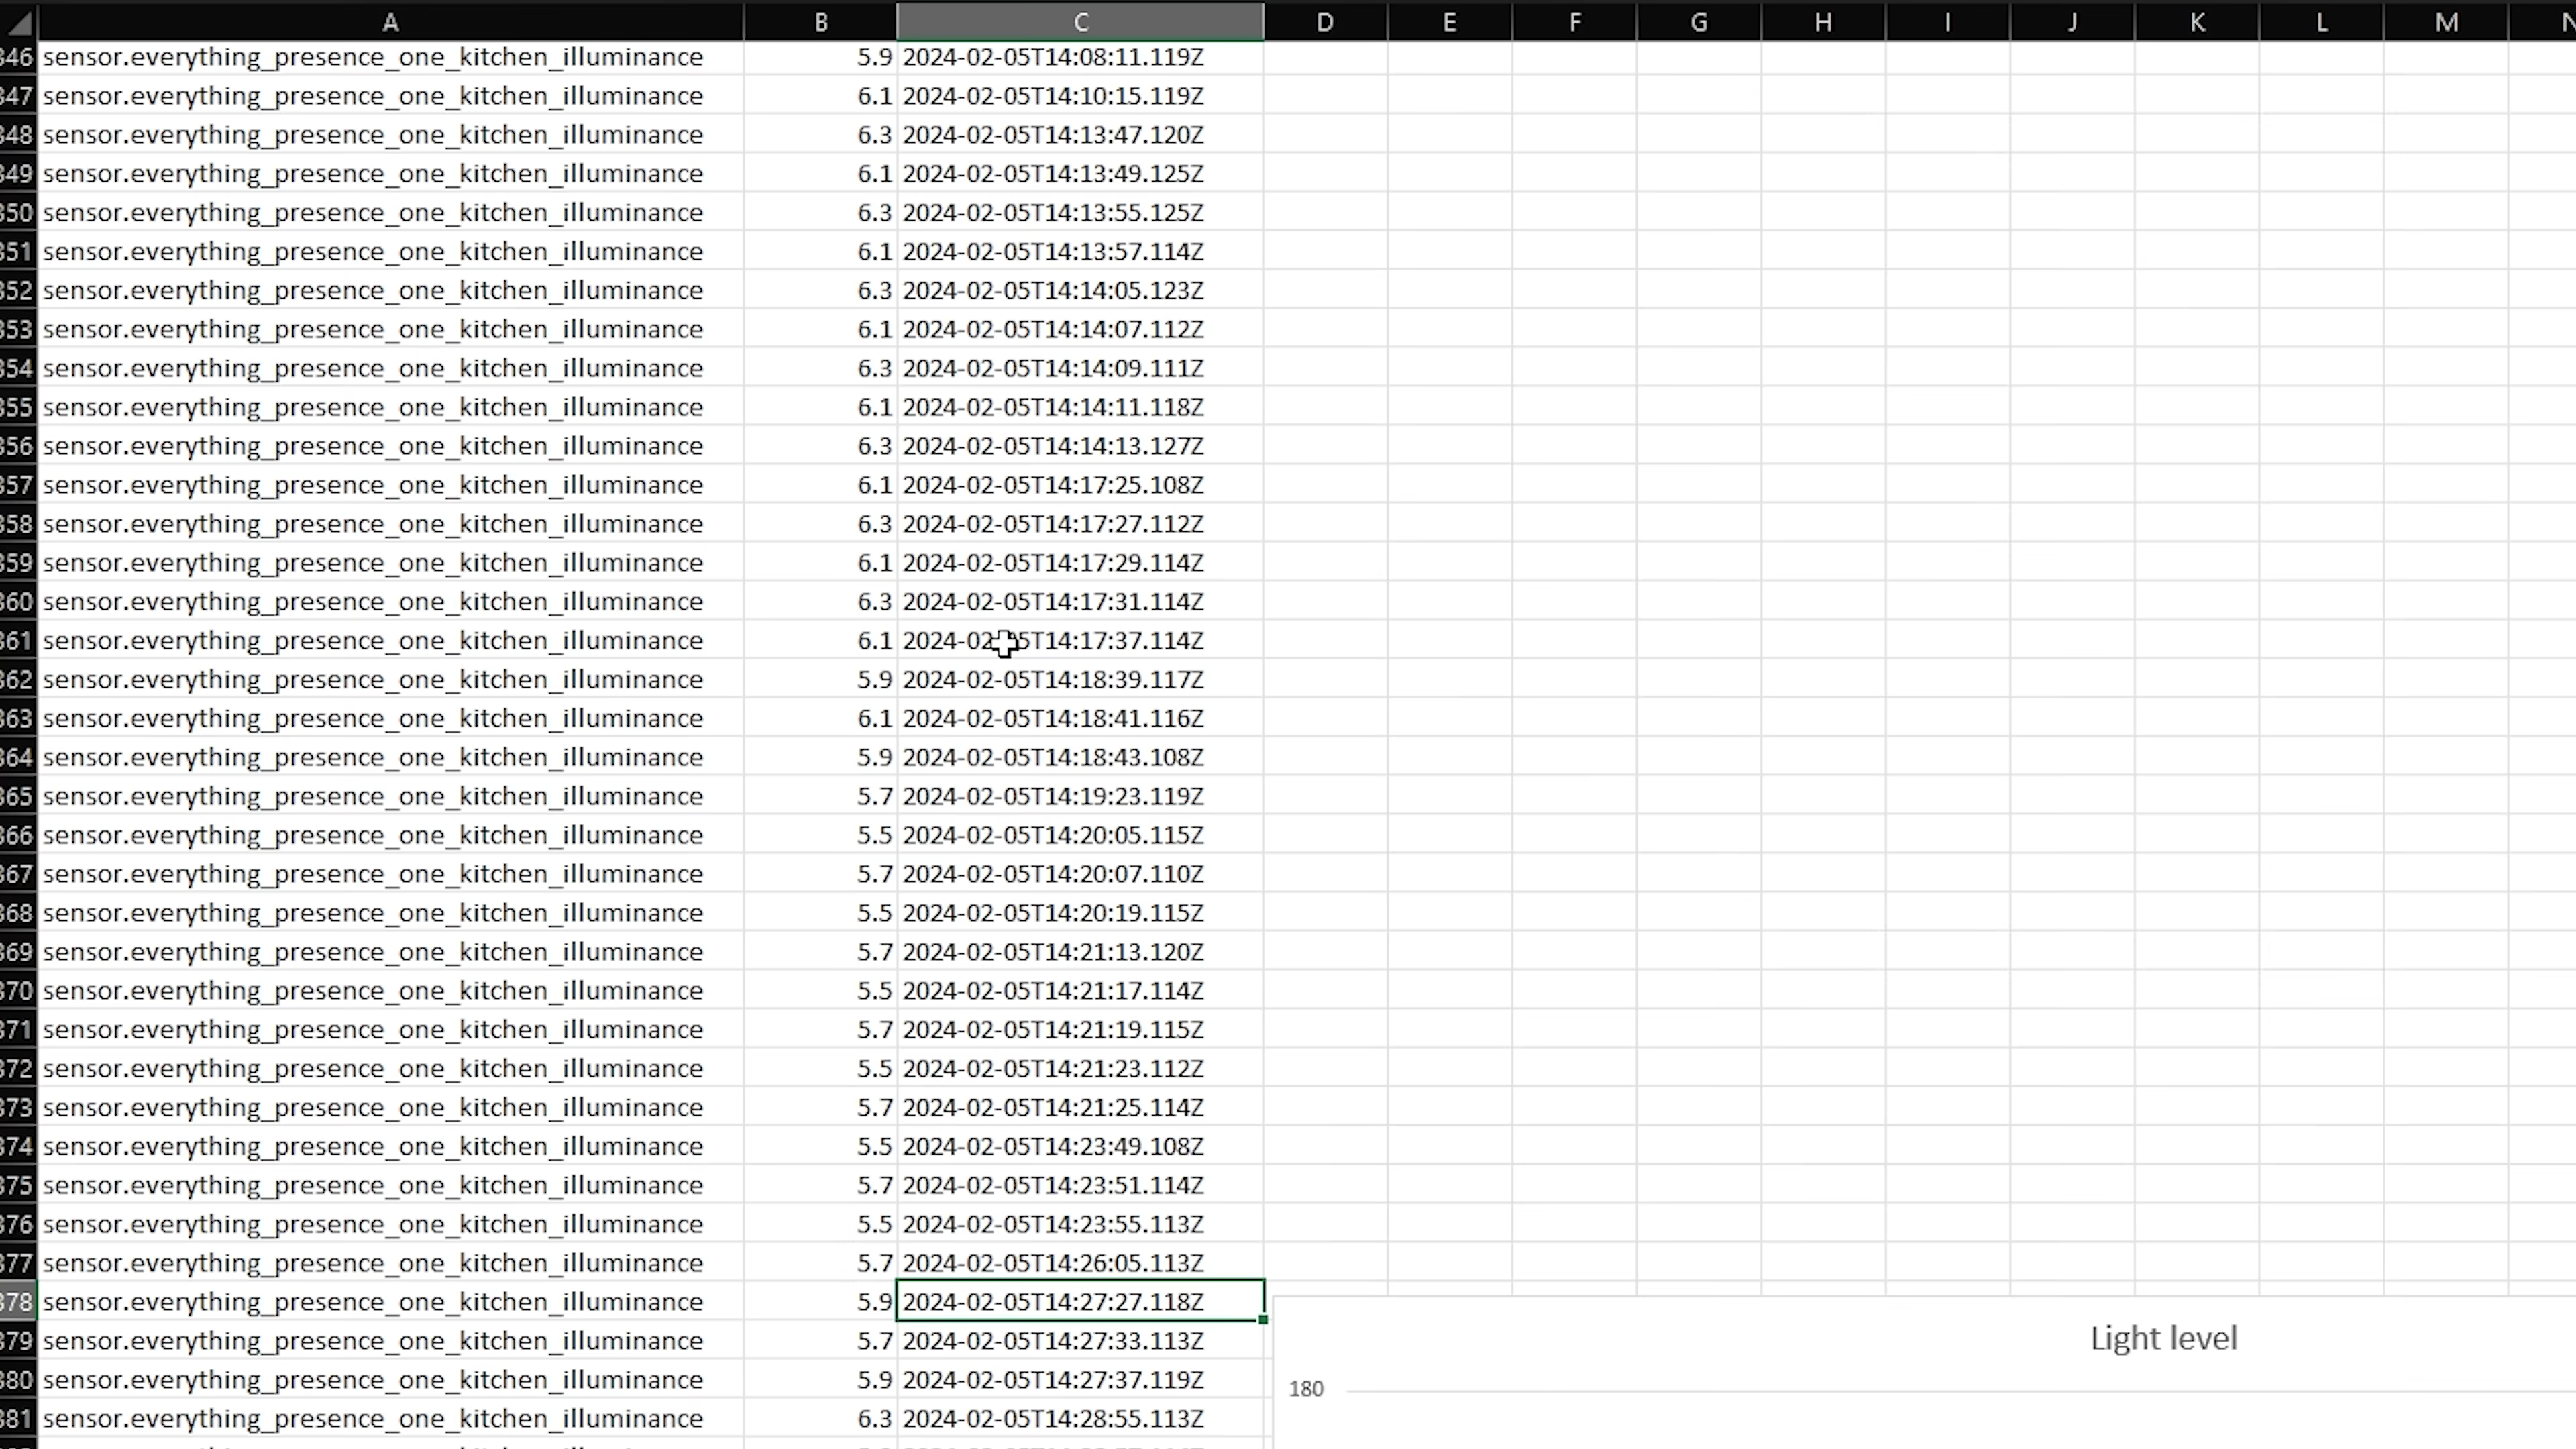 A B C D E F G H I J K L M N
346 sensor.everything_presence_one_kitchen_illuminance 5.9 2024-02-05T14:08:11.119Z
347 sensor.everything_presence_one_kitchen_illuminance 6.1 2024-02-05T14:10:15.119Z
348 sensor.everything_presence_one_kitchen_illuminance 6.3 2024-02-05T14:13:47.120Z
349 sensor.everything_presence_one_kitchen_illuminance 6.1 2024-02-05T14:13:49.125Z
350 sensor.everything_presence_one_kitchen_illuminance 6.3 2024-02-05T14:13:55.125Z
351 sensor.everything_presence_one_kitchen_illuminance 6.1 2024-02-05T14:13:57.114Z
352 sensor.everything_presence_one_kitchen_illuminance 6.3 2024-02-05T14:14:05.123Z
353 sensor.everything_presence_one_kitchen_illuminance 6.1 2024-02-05T14:14:07.112Z
354 sensor.everything_presence_one_kitchen_illuminance 6.3 2024-02-05T14:14:09.111Z
355 sensor.everything_presence_one_kitchen_illuminance 6.1 2024-02-05T14:14:11.118Z
356 sensor.everything_presence_one_kitchen_illuminance 6.3 2024-02-05T14:14:13.127Z
357 sensor.everything_presence_one_kitchen_illuminance 6.1 2024-02-05T14:17:25.108Z
358 sensor.everything_presence_one_kitchen_illuminance 6.3 2024-02-05T14:17:27.112Z
359 sensor.everything_presence_one_kitchen_illuminance 6.1 2024-02-05T14:17:29.114Z
360 sensor.everything_presence_one_kitchen_illuminance 6.3 2024-02-05T14:17:31.114Z
361 sensor.everything_presence_one_kitchen_illuminance 6.1 2024-02-05T14:17:37.114Z
362 sensor.everything_presence_one_kitchen_illuminance 5.9 2024-02-05T14:18:39.117Z
363 sensor.everything_presence_one_kitchen_illuminance 6.1 2024-02-05T14:18:41.116Z
364 sensor.everything_presence_one_kitchen_illuminance 5.9 2024-02-05T14:18:43.108Z
365 sensor.everything_presence_one_kitchen_illuminance 5.7 2024-02-05T14:19:23.119Z
366 sensor.everything_presence_one_kitchen_illuminance 5.5 2024-02-05T14:20:05.115Z
367 sensor.everything_presence_one_kitchen_illuminance 5.7 2024-02-05T14:20:07.110Z
368 sensor.everything_presence_one_kitchen_illuminance 5.5 2024-02-05T14:20:19.115Z
369 sensor.everything_presence_one_kitchen_illuminance 5.7 2024-02-05T14:21:13.120Z
370 sensor.everything_presence_one_kitchen_illuminance 5.5 2024-02-05T14:21:17.114Z
371 sensor.everything_presence_one_kitchen_illuminance 5.7 2024-02-05T14:21:19.115Z
372 sensor.everything_presence_one_kitchen_illuminance 5.5 2024-02-05T14:21:23.112Z
373 sensor.everything_presence_one_kitchen_illuminance 5.7 2024-02-05T14:21:25.114Z
374 sensor.everything_presence_one_kitchen_illuminance 5.5 2024-02-05T14:23:49.108Z
375 sensor.everything_presence_one_kitchen_illuminance 5.7 2024-02-05T14:23:51.114Z
376 sensor.everything_presence_one_kitchen_illuminance 5.5 2024-02-05T14:23:55.113Z
377 sensor.everything_presence_one_kitchen_illuminance 5.7 2024-02-05T14:26:05.113Z
378 sensor.everything_presence_one_kitchen_illuminance 5.9 2024-02-05T14:27:27.118Z
379 sensor.everything_presence_one_kitchen_illuminance 5.7 2024-02-05T14:27:33.113Z
Light level
380 sensor.everything_presence_one_kitchen_illuminance 5.9 2024-02-05T14:27:37.119Z
180
381 sensor.everything_presence_one_kitchen_illuminance 6.3 2024-02-05T14:28:55.113Z